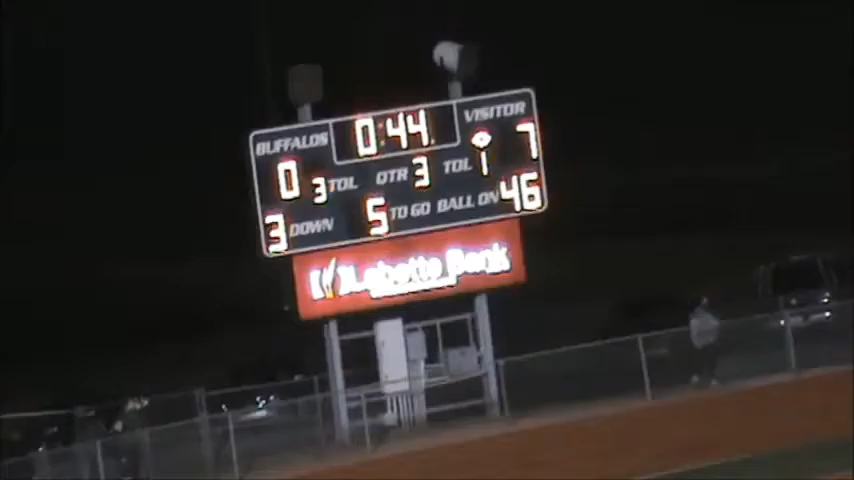 BUFFALOS 0:44 VISITOR
0 3 TOL QTR 3 TOL 1 7
3 DOWN 5 TO GO BALL ON 46
Labette Bank